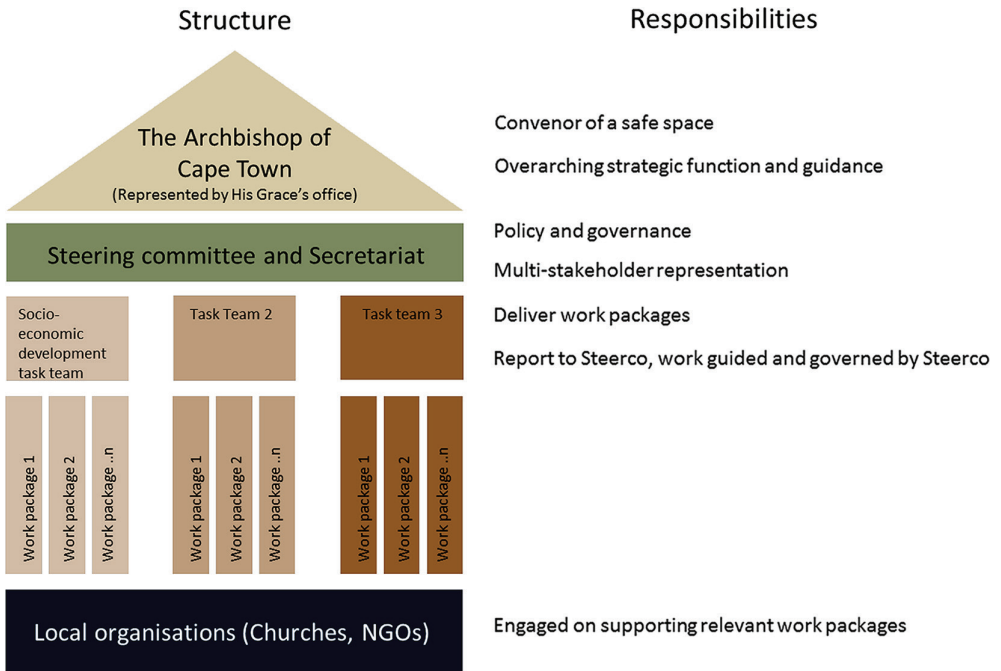 Structure
Responsibilities
The Archbishop of
Cape Town
(Represented by His Grace's office)
Convenor of a safe space
Overarching strategic function and guidance
Steering committee and Secretariat
Policy and governance
Multi-stakeholder representation
Socio-
economic
development
task team
Task Team 2
Task team 3
Deliver work packages
Report to Steerco, work guided and governed by Steerco
Work package 1
Work package 2
Work package ..n
Work package 1
Work package 2
Work package ..n
Work package 1
Work package 2
Work package ..n
Local organisations (Churches, NGOs)
Engaged on supporting relevant work packages